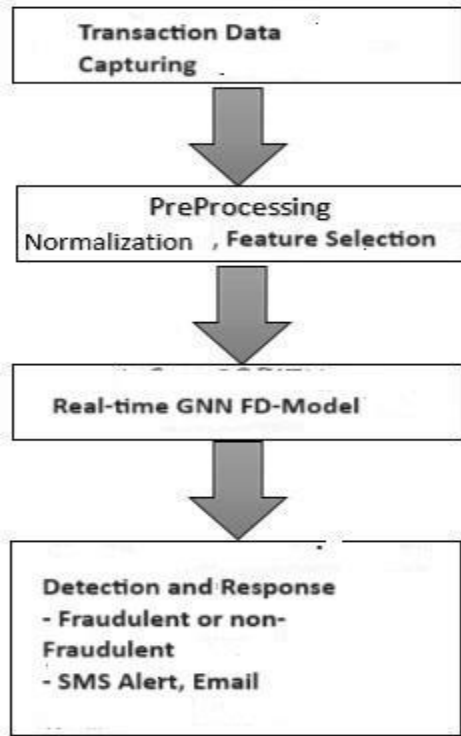 Transaction Data
Capturing
PreProcessing
Normalization , Feature Selection
Real-time GNN FD-Model
Detection and Response
- Fraudulent or non-
Fraudulent
- SMS Alert, Email